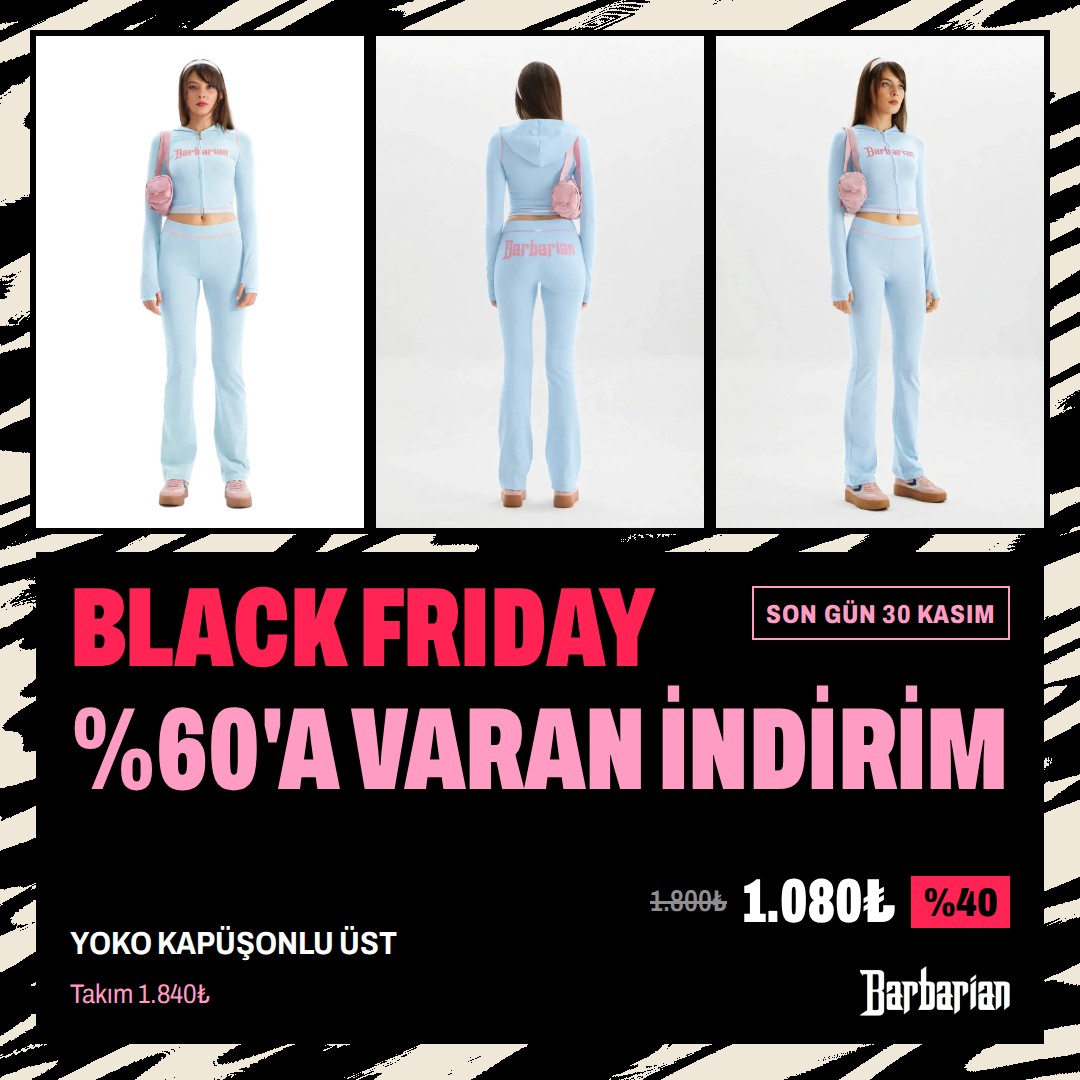 Barbarian
Barbarian
Barbarian
BLACK FRIDAY
SON GÜN 30 KASIM
%60'A VARAN İNDİRİM
1.800₺ 1.080₺ %40
YOKO KAPÜŞONLU ÜST
Takım 1.840₺
Barbarian